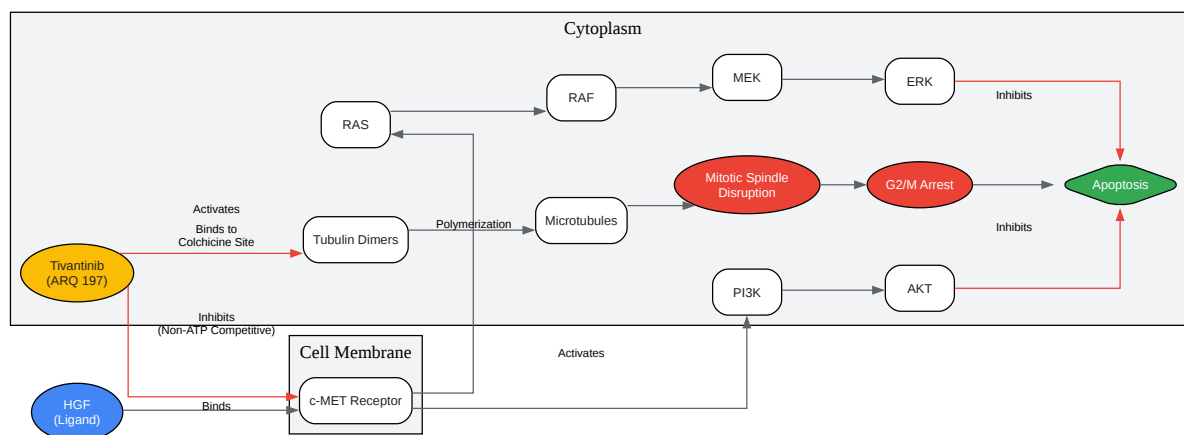 Cytoplasm
MEK
ERK
RAF
Inhibits
RAS
Mitotic Spindle
Disruption
G2/M Arrest
Apoptosis
Activates
Binds to
Colchicine Site
Tubulin Dimers
Polymerization
Microtubules
Inhibits
Tivantinib
(ARQ 197)
PI3K
AKT
Inhibits
(Non-ATP Competitive)
Cell Membrane
Activates
c-MET Receptor
HGF
(Ligand)
Binds